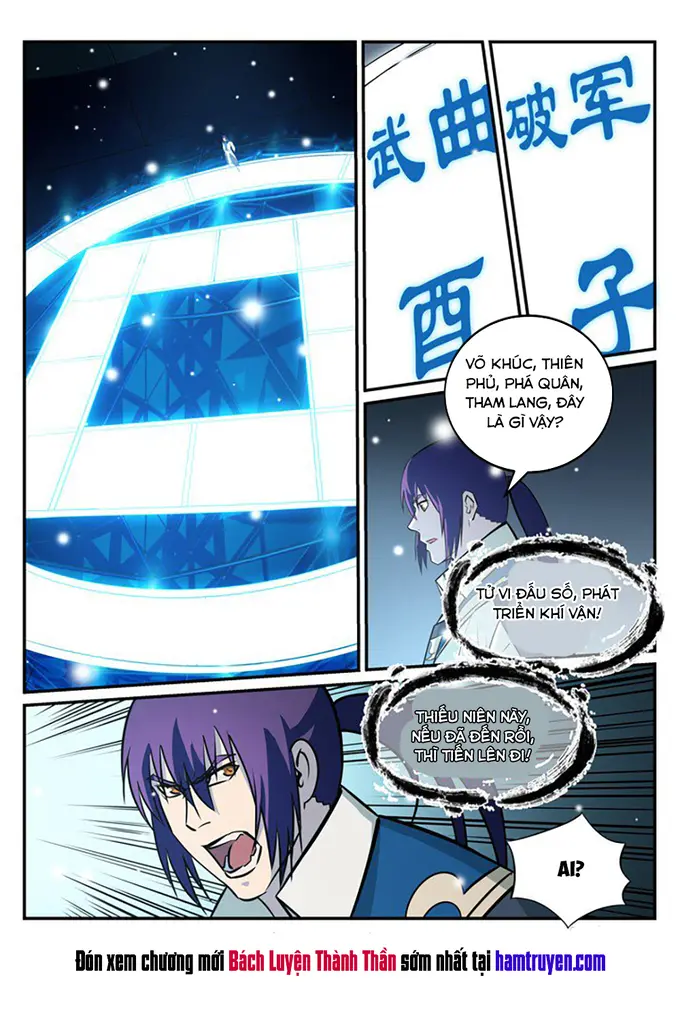 武曲破军
酉 子
VÕ KHÚC, THIÊN
PHỦ, PHÁ QUÂN,
THAM LANG, ĐÂY
LÀ GÌ VẬY?
TỬ VI ĐẤU SỐ, PHÁT
TRIỂN KHÍ VẬN!
THIẾU NIÊN NÀY,
NẾU ĐÃ ĐẾN RỒI,
THÌ TIẾN LÊN ĐI!
AI?
Đón xem chương mới Bách Luyện Thành Thần sớm nhất tại hamtruyen.com